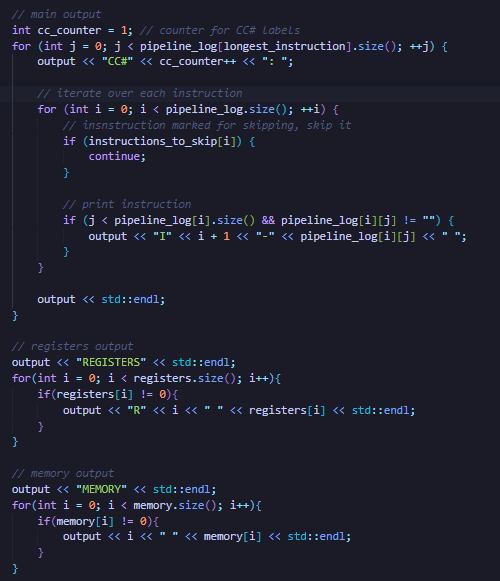 // main output
int cc_counter = 1; // counter for CC# labels
for (int j = 0; j < pipeline_log[longest_instruction].size(); ++j) {
    output << "CC#" << cc_counter++ << ": ";

    // iterate over each instruction
    for (int i = 0; i < pipeline_log.size(); ++i) {
        // insnstruction marked for skipping, skip it
        if (instructions_to_skip[i]) {
            continue;
        }

        // print instruction
        if (j < pipeline_log[i].size() && pipeline_log[i][j] != "") {
            output << "I" << i + 1 << "-" << pipeline_log[i][j] << " ";
        }
    }

    output << std::endl;
}

// registers output
output << "REGISTERS" << std::endl;
for(int i = 0; i < registers.size(); i++){
    if(registers[i] != 0){
        output << "R" << i << " " << registers[i] << std::endl;
    }
}

// memory output
output << "MEMORY" << std::endl;
for(int i = 0; i < memory.size(); i++){
    if(memory[i] != 0){
        output << i << " " << memory[i] << std::endl;
    }
}